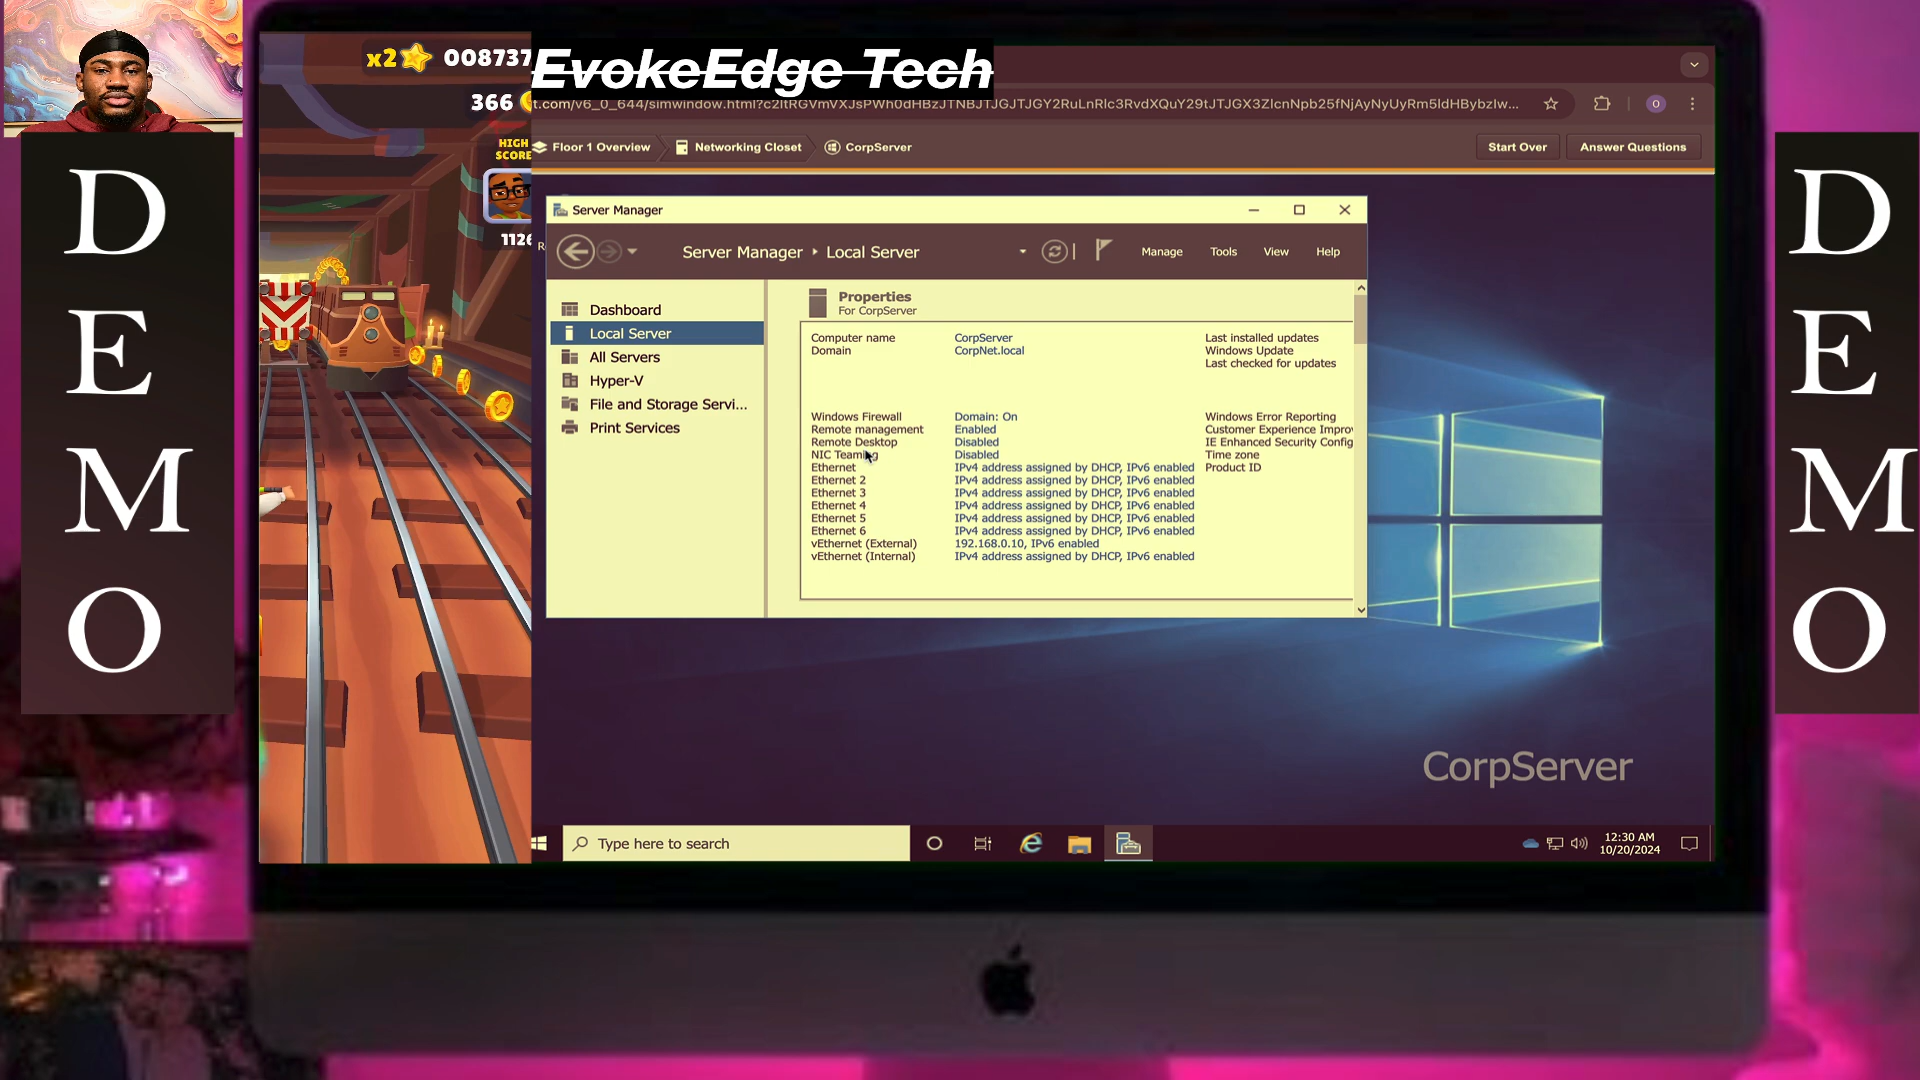 D
E
M
O
x2 008737
366
HIGH
SCORE
1126
EvokeEdge Tech
t.com/v6_0_644/simwindow.html?
O
Floor 1 Overview
Networking Closet
CorpServer
Start Over
Answer Questions
Server Manager
Server Manager ▸ Local Server
Manage
Tools
View
Help
Dashboard
Local Server
All Servers
Hyper-V
File and Storage Servi...
Print Services
Properties
For CorpServer
Computer name CorpServer Last installed updates
Domain CorpNet.local Windows Update
Last checked for updates
Windows Firewall Domain: On Windows Error Reporting
Remote management Enabled Customer Experience Improv
Remote Desktop Disabled IE Enhanced Security Config
NIC Teaming Disabled Time zone
Ethernet IPv4 address assigned by DHCP, IPv6 enabled Product ID
Ethernet 2 IPv4 address assigned by DHCP, IPv6 enabled
Ethernet 3 IPv4 address assigned by DHCP, IPv6 enabled
Ethernet 4 IPv4 address assigned by DHCP, IPv6 enabled
Ethernet 5 IPv4 address assigned by DHCP, IPv6 enabled
Ethernet 6 IPv4 address assigned by DHCP, IPv6 enabled
vEthernet (External) 192.168.0.10, IPv6 enabled
vEthernet (Internal) IPv4 address assigned by DHCP, IPv6 enabled
CorpServer
Type here to search
12:30 AM
10/20/2024
D
E
M
O